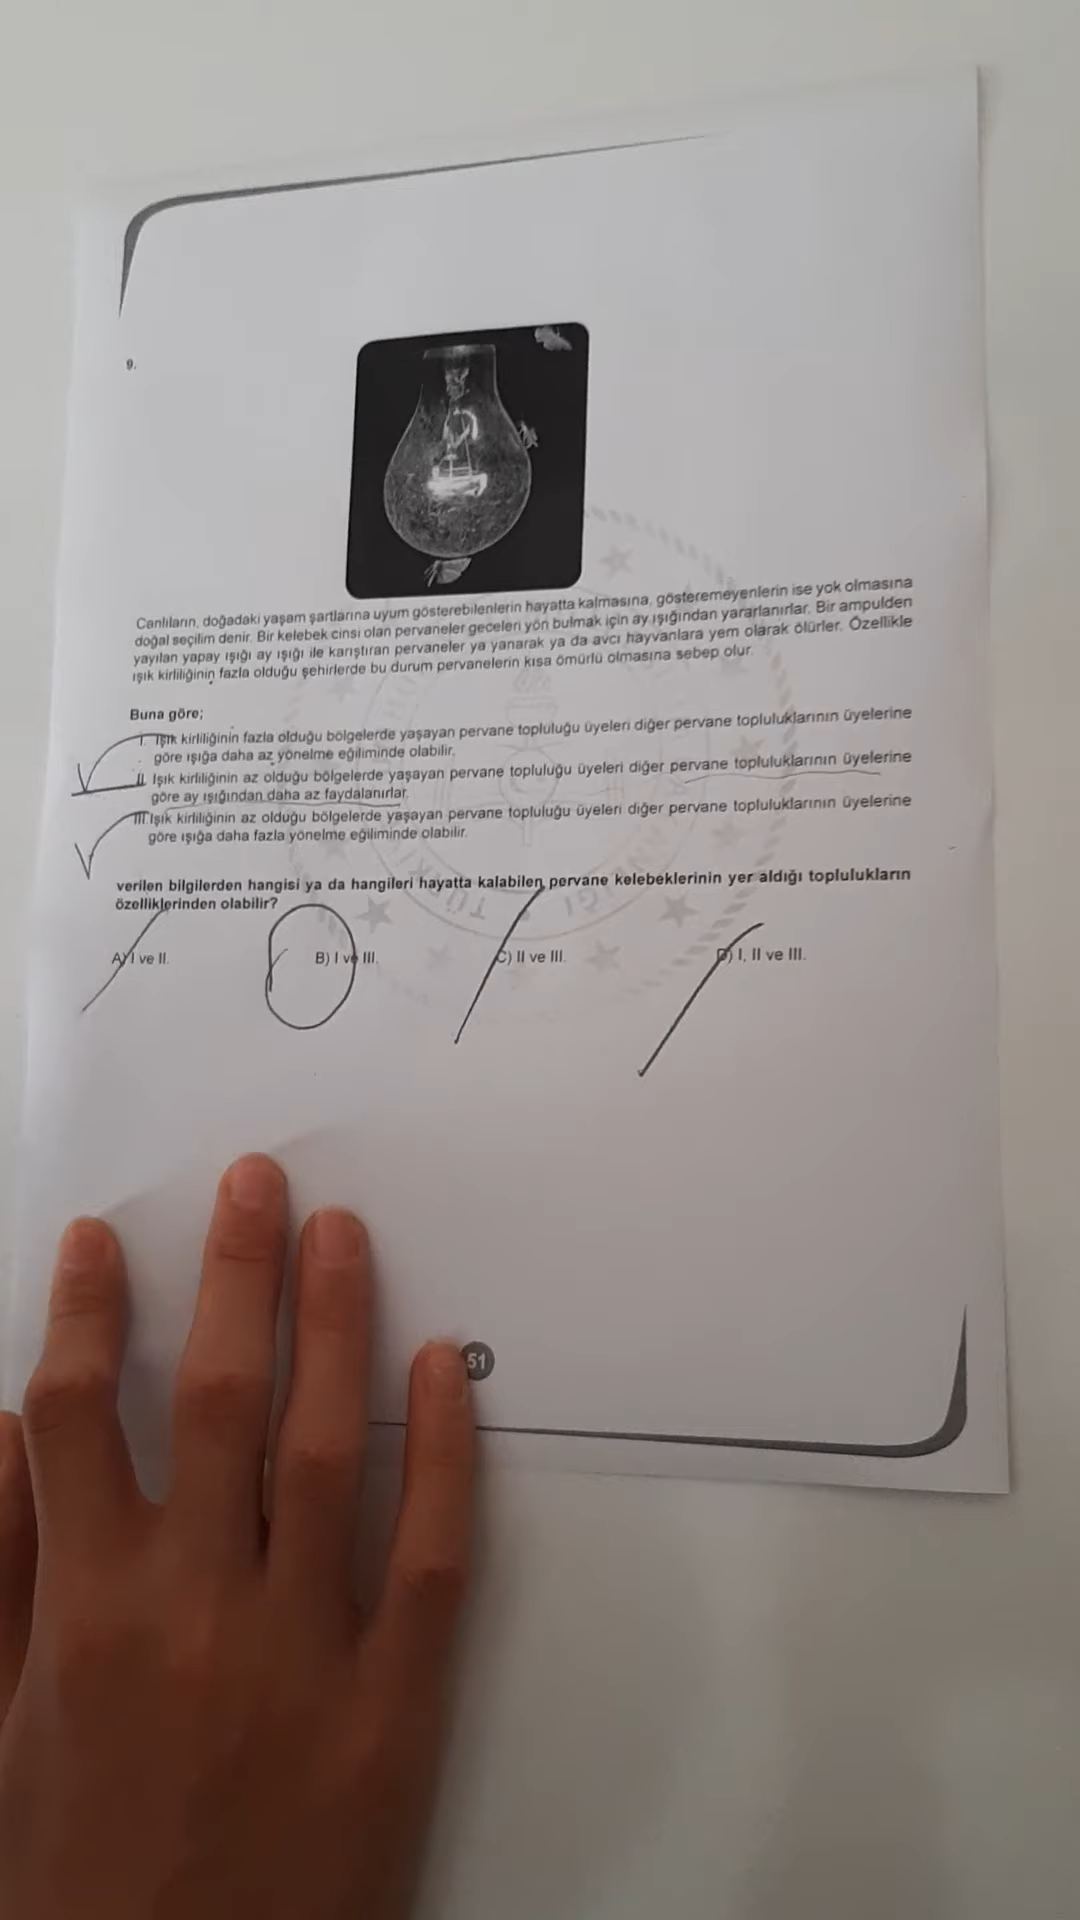 9.
Canlıların, doğadaki yaşam şartlarına uyum gösterebilenlerin hayatta kalmasına, gösteremeyenlerin ise yok olmasına
doğal seçilim denir. Bir kelebek cinsi olan pervaneler geceleri yön bulmak için ay ışığından yararlanırlar. Bir ampulden
yayılan yapay ışığı ay ışığı ile karıştıran pervaneler ya yanarak ya da avcı hayvanlara yem olarak ölürler. Özellikle
ışık kirliliğinin fazla olduğu şehirlerde bu durum pervanelerin kısa ömürlü olmasına sebep olur.
Buna göre;
I. Işık kirliliğinin fazla olduğu bölgelerde yaşayan pervane topluluğu üyeleri diğer pervane topluluklarının üyelerine
göre ışığa daha az yönelme eğiliminde olabilir.
II. Işık kirliliğinin az olduğu bölgelerde yaşayan pervane topluluğu üyeleri diğer pervane topluluklarının üyelerine
göre ay ışığından daha az faydalanırlar.
III. Işık kirliliğinin az olduğu bölgelerde yaşayan pervane topluluğu üyeleri diğer pervane topluluklarının üyelerine
göre ışığa daha fazla yönelme eğiliminde olabilir.
verilen bilgilerden hangisi ya da hangileri hayatta kalabilen pervane kelebeklerinin yer aldığı toplulukların
özelliklerinden olabilir?
A) I ve II. B) I ve III. C) II ve III. D) I, II ve III.
51